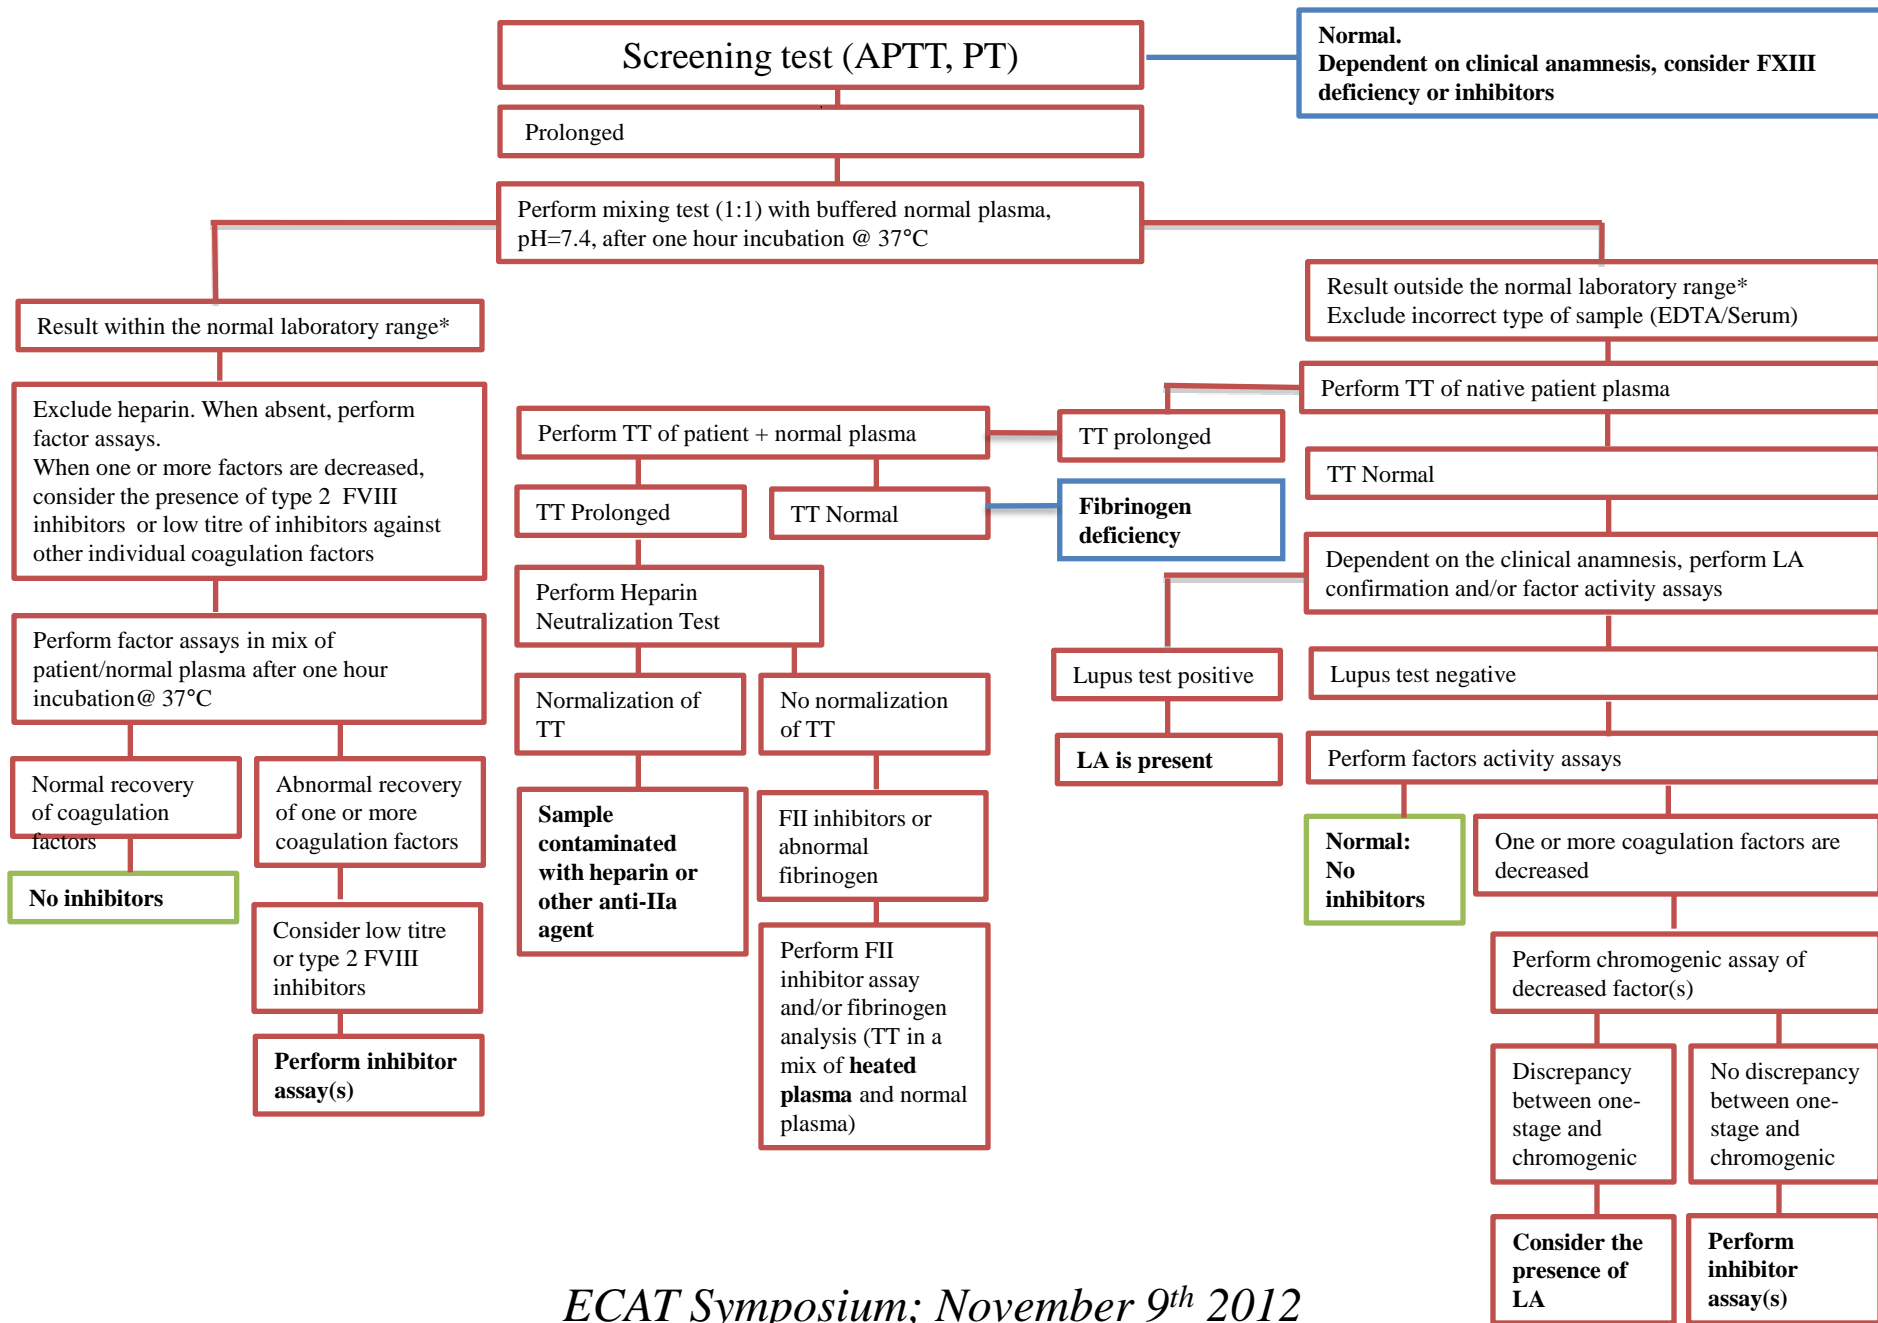 Screening test (APTT, PT)
Normal.
Dependent on clinical anamnesis, consider FXIII
deficiency or inhibitors
Prolonged
Perform mixing test (1:1) with buffered normal plasma,
pH=7.4, after one hour incubation @ 37°C
Result within the normal laboratory range*
Exclude heparin. When absent, perform
factor assays.
When one or more factors are decreased,
consider the presence of type 2 FVIII
inhibitors or low titre of inhibitors against
other individual coagulation factors
Perform factor assays in mix of
patient/normal plasma after one hour
incubation@ 37°C
Normal recovery
of coagulation
factors
No inhibitors
Abnormal recovery
of one or more
coagulation factors
Consider low titre
or type 2 FVIII
inhibitors
Perform inhibitor
assay(s)
Result outside the normal laboratory range*
Exclude incorrect type of sample (EDTA/Serum)
Perform TT of native patient plasma
TT prolonged
Perform TT of patient + normal plasma
TT Prolonged
TT Normal
Fibrinogen
deficiency
Perform Heparin
Neutralization Test
Normalization of
TT
No normalization
of TT
Sample
contaminated
with heparin or
other anti-IIa
agent
FII inhibitors or
abnormal
fibrinogen
Perform FII
inhibitor assay
and/or fibrinogen
analysis (TT in a
mix of heated
plasma and normal
plasma)
TT Normal
Dependent on the clinical anamnesis, perform LA
confirmation and/or factor activity assays
Lupus test positive
LA is present
Lupus test negative
Perform factors activity assays
Normal:
No
inhibitors
One or more coagulation factors are
decreased
Perform chromogenic assay of
decreased factor(s)
Discrepancy
between one-
stage and
chromogenic
No discrepancy
between one-
stage and
chromogenic
Consider the
presence of
LA
Perform
inhibitor
assay(s)
ECAT Symposium; November 9th 2012